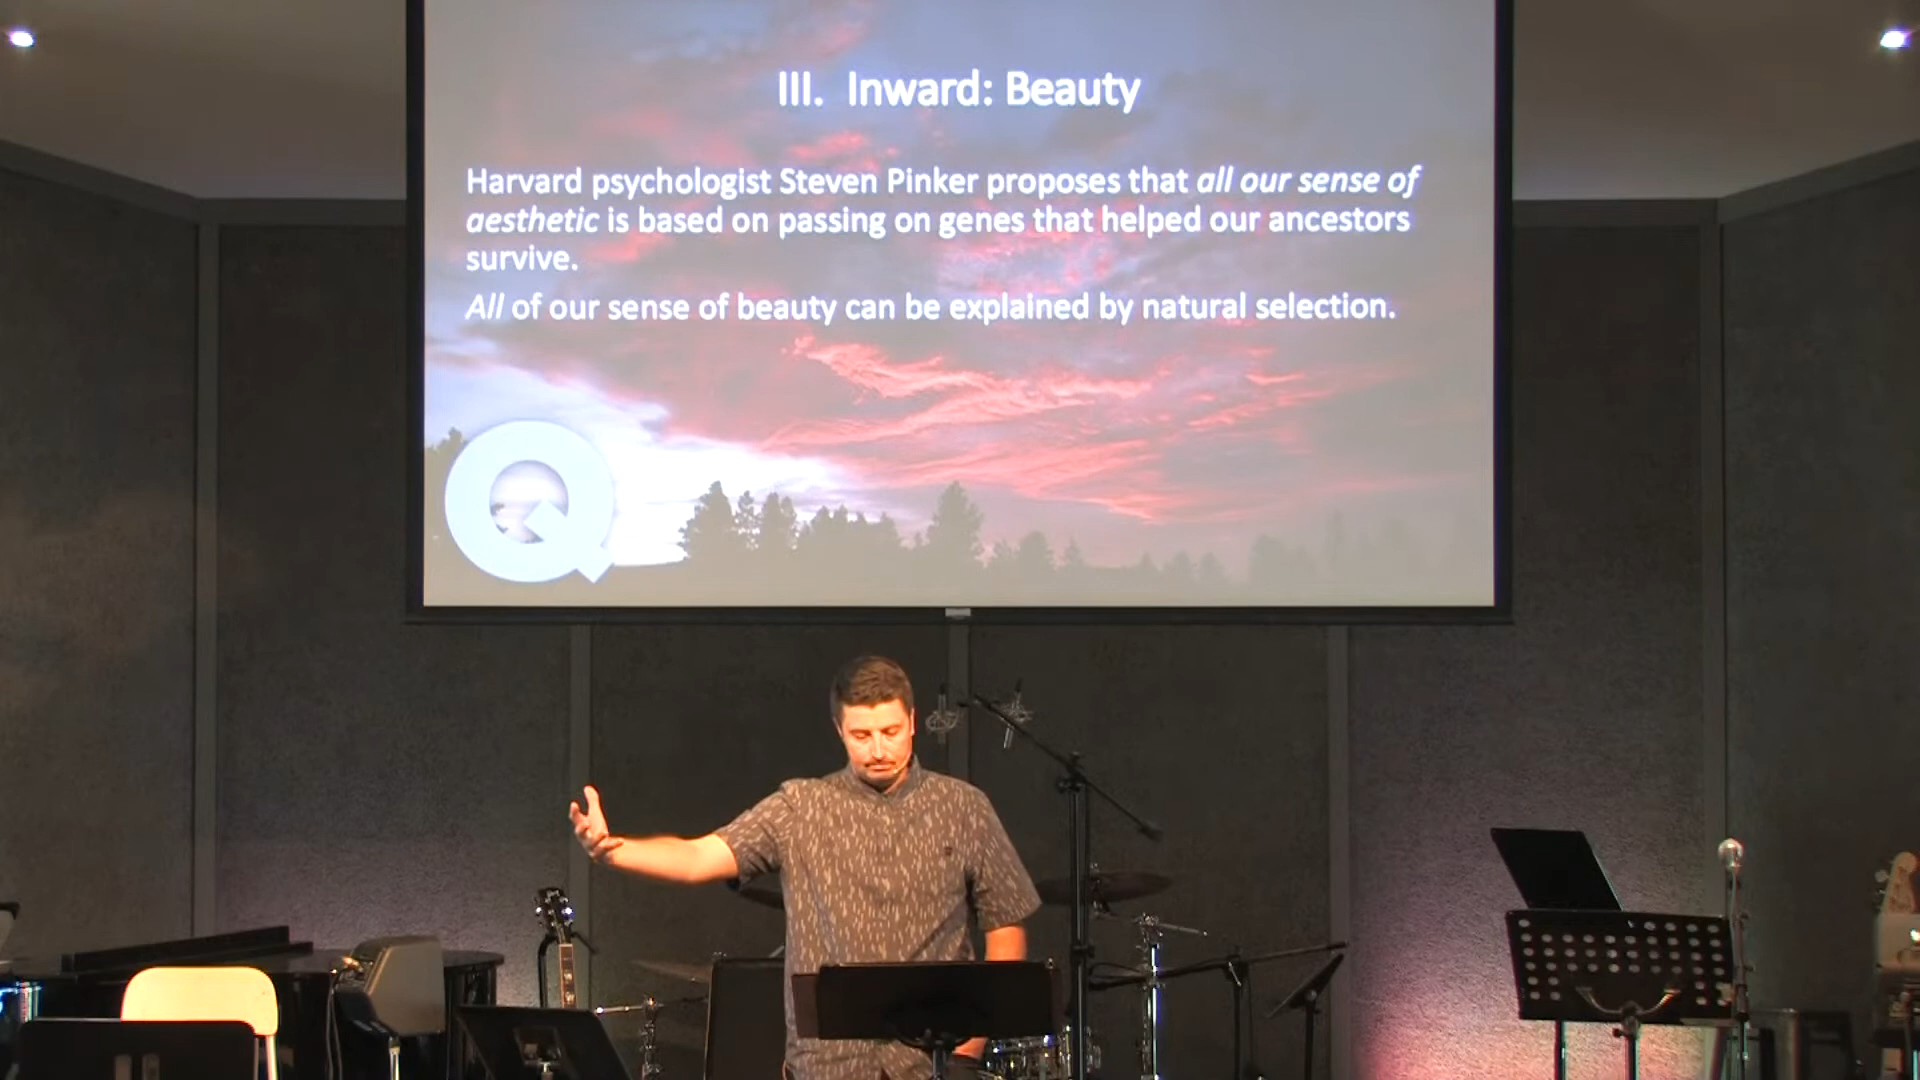 III. Inward: Beauty
Harvard psychologist Steven Pinker proposes that all our sense of
aesthetic is based on passing on genes that helped our ancestors
survive.
All of our sense of beauty can be explained by natural selection.
Q